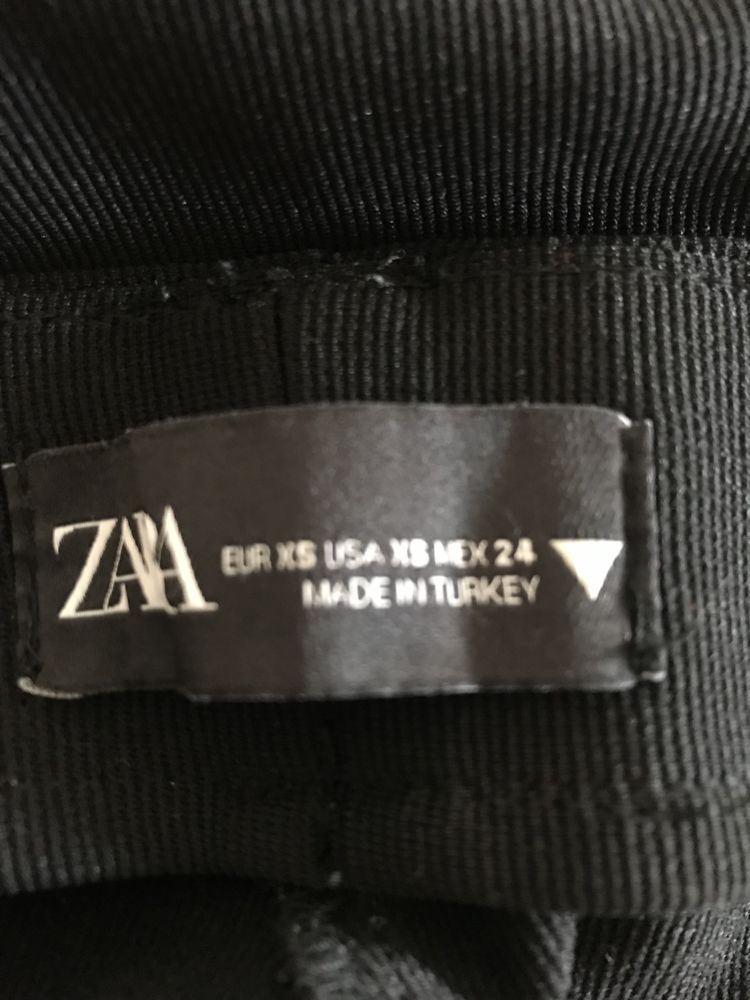 ZARA
EUR XS USA XS MEX 24
MADE IN TURKEY